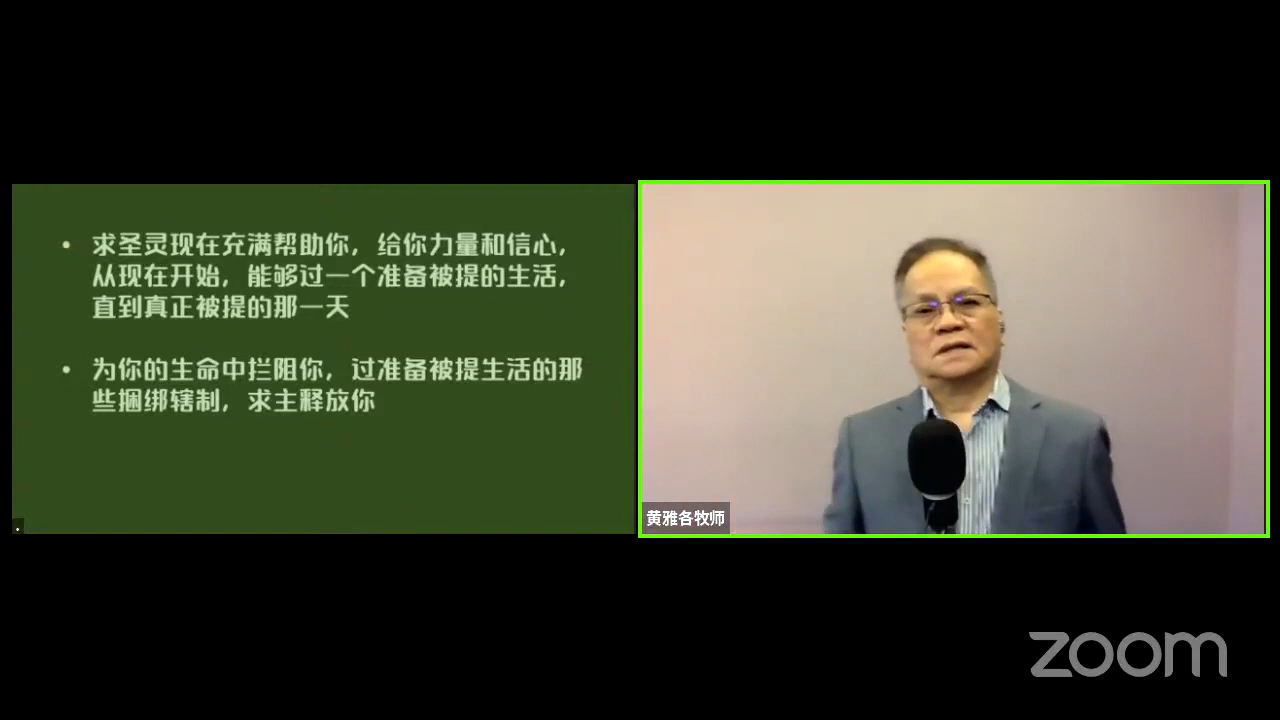 • 求圣灵现在充满帮助你，给你力量和信心，
从现在开始，能够过一个准备被提的生活，
直到真正被提的那一天
• 为你的生命中拦阻你，过准备被提生活的那
些捆绑辖制，求主释放你
.
黄雅各牧师
zoom